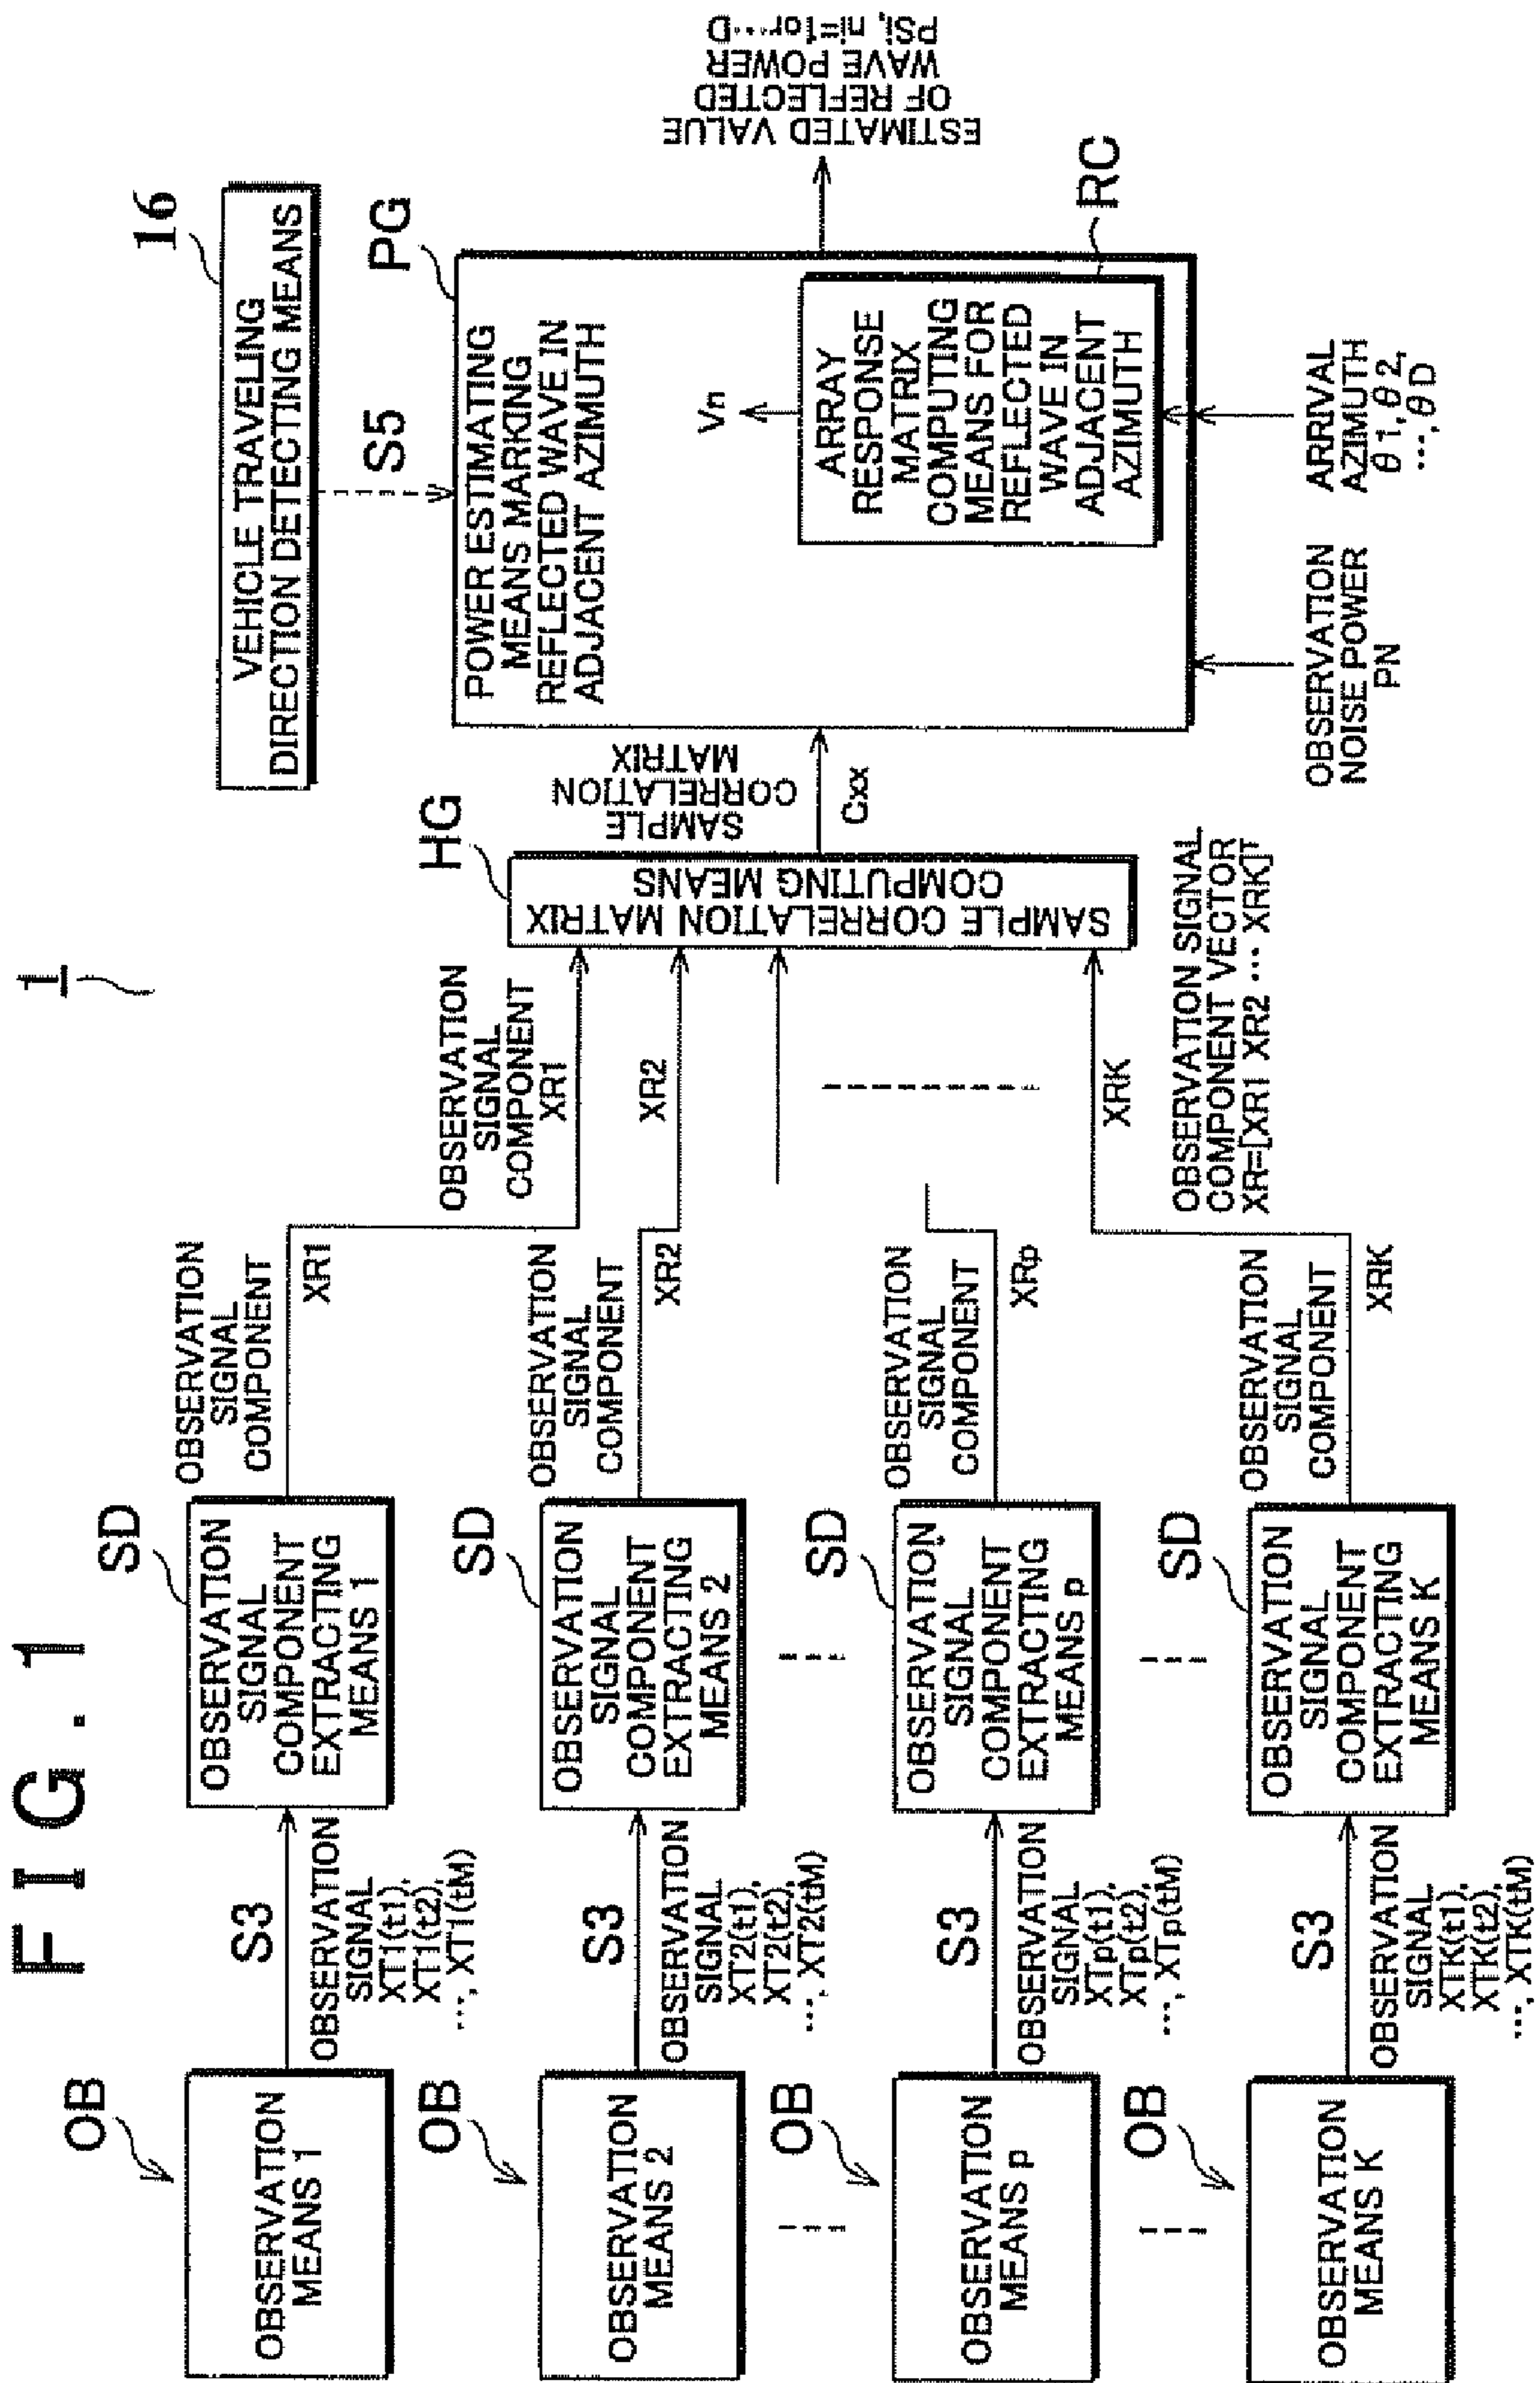 FIG. 1
1
OB
OBSERVATION
MEANS 1
S3
OBSERVATION
SIGNAL
XT1(t1),
XT1(t2),
..., XT1(tM)
SD
OBSERVATION
SIGNAL
COMPONENT
EXTRACTING
MEANS 1
OBSERVATION
SIGNAL
COMPONENT
XR1
OB
OBSERVATION
MEANS 2
S3
OBSERVATION
SIGNAL
XT2(t1),
XT2(t2),
..., XT2(tM)
SD
OBSERVATION
SIGNAL
COMPONENT
EXTRACTING
MEANS 2
OBSERVATION
SIGNAL
COMPONENT
XR2
OB
OBSERVATION
MEANS p
S3
OBSERVATION
SIGNAL
XTp(t1),
XTp(t2),
..., XTp(tM)
SD
OBSERVATION
SIGNAL
COMPONENT
EXTRACTING
MEANS p
OBSERVATION
SIGNAL
COMPONENT
XRp
OB
OBSERVATION
MEANS K
S3
OBSERVATION
SIGNAL
XTK(t1),
XTK(t2),
..., XTK(tM)
SD
OBSERVATION
SIGNAL
COMPONENT
EXTRACTING
MEANS K
OBSERVATION
SIGNAL
COMPONENT
XRK
OBSERVATION
SIGNAL
COMPONENT
XR1
XR2
XRK
OBSERVATION SIGNAL
COMPONENT VECTOR
XR=[XR1 XR2 ... XRK]T
HG
SAMPLE CORRELATION MATRIX
COMPUTING MEANS
SAMPLE
CORRELATION
MATRIX
Cxx
16
VEHICLE TRAVELING
DIRECTION DETECTING MEANS
S5
PG
POWER ESTIMATING
MEANS MARKING
REFLECTED WAVE IN
ADJACENT AZIMUTH
Vn
ARRAY
RESPONSE
MATRIX
COMPUTING
MEANS FOR
REFLECTED
WAVE IN
ADJACENT
AZIMUTH
RC
OBSERVATION
NOISE POWER
PN
ARRIVAL
AZIMUTH
θ1, θ2,
..., θD
ESTIMATED VALUE
OF REFLECTED
WAVE POWER
PSi, ni=1or...D